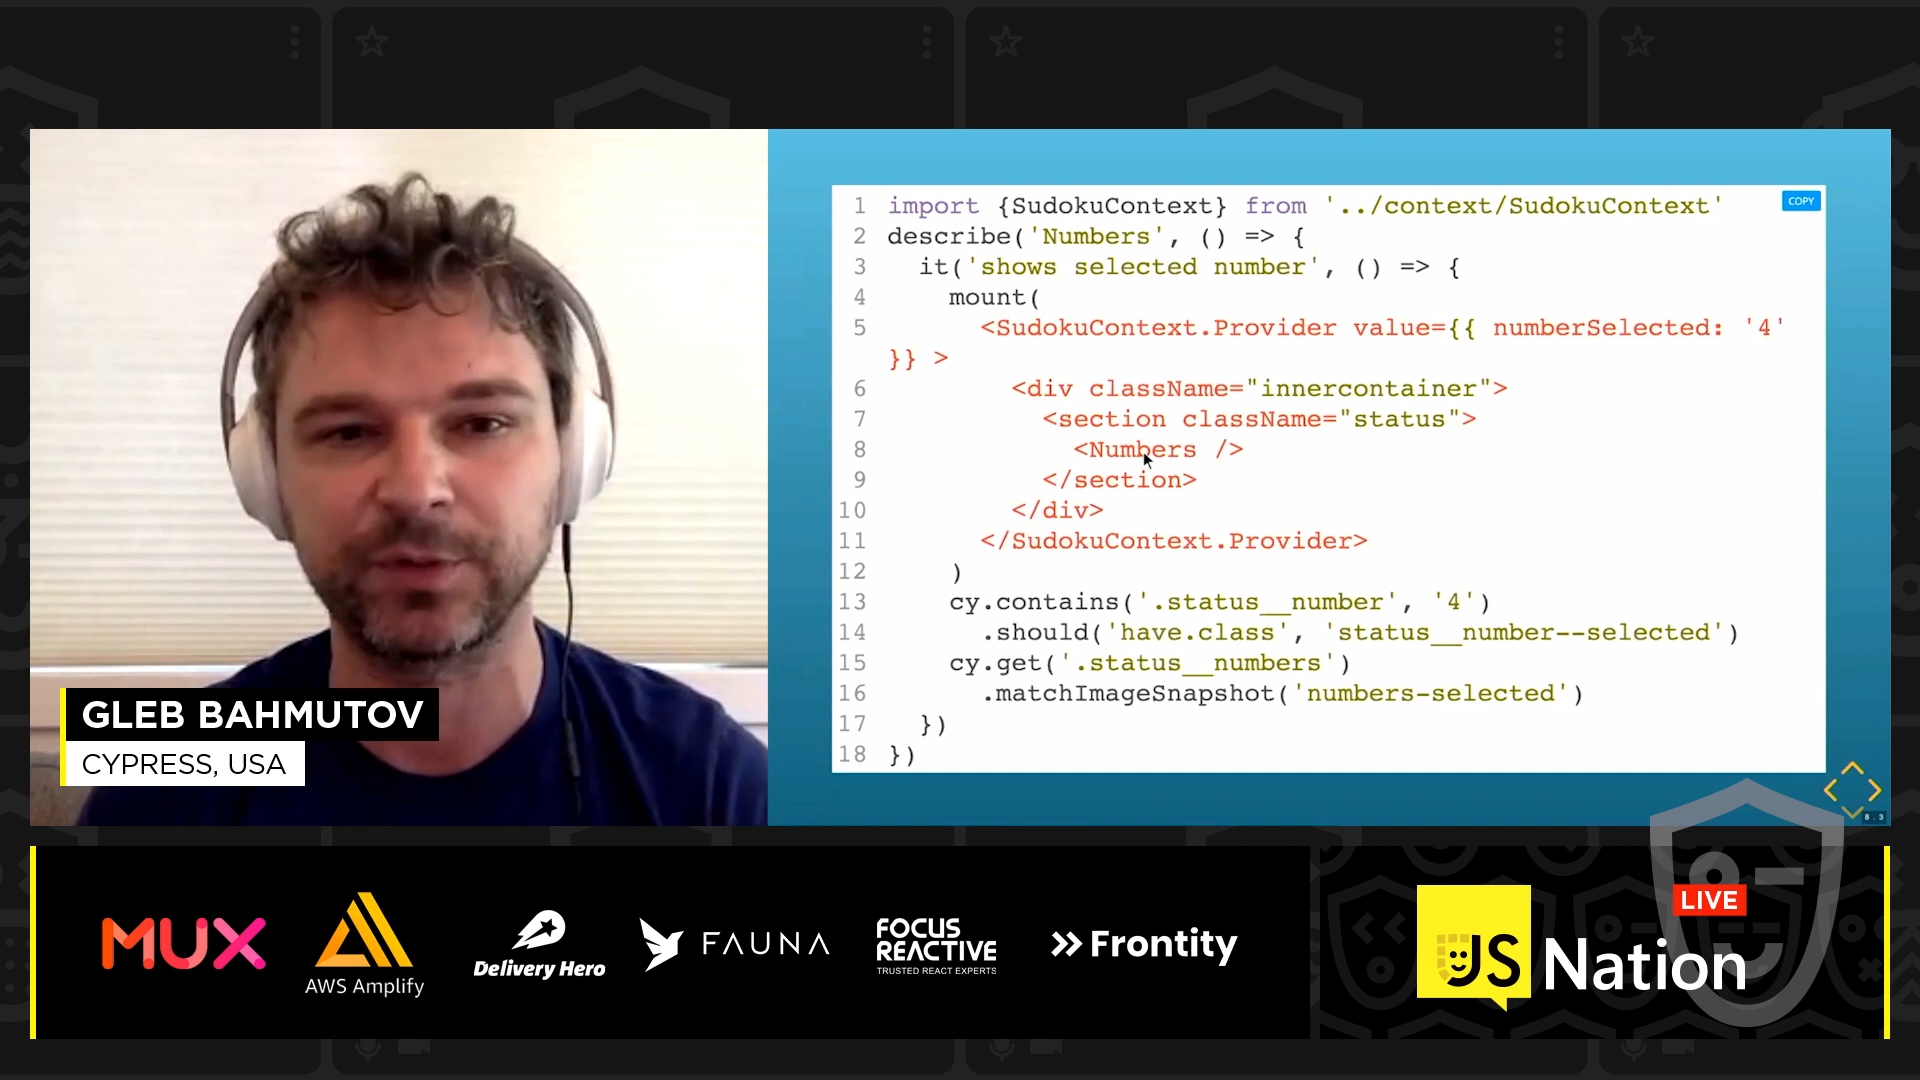 1 import {SudokuContext} from '../context/SudokuContext'
COPY
2 describe('Numbers', () => {
3 it('shows selected number', () => {
4 mount(
5 <SudokuContext.Provider value={{ numberSelected: '4'
}} >
6 <div className="innercontainer">
7 <section className="status">
8 <Numbers />
9 </section>
10 </div>
11 </SudokuContext.Provider>
12 )
13 cy.contains('.status__number', '4')
14 .should('have.class', 'status__number--selected')
15 cy.get('.status__numbers')
16 .matchImageSnapshot('numbers-selected')
17 })
18 })
8.3
GLEB BAHMUTOV
CYPRESS, USA
MUX
AWS Amplify
Delivery Hero
FAUNA
FOCUS
REACTIVE
TRUSTED REACT EXPERTS
Frontity
LIVE
JS Nation